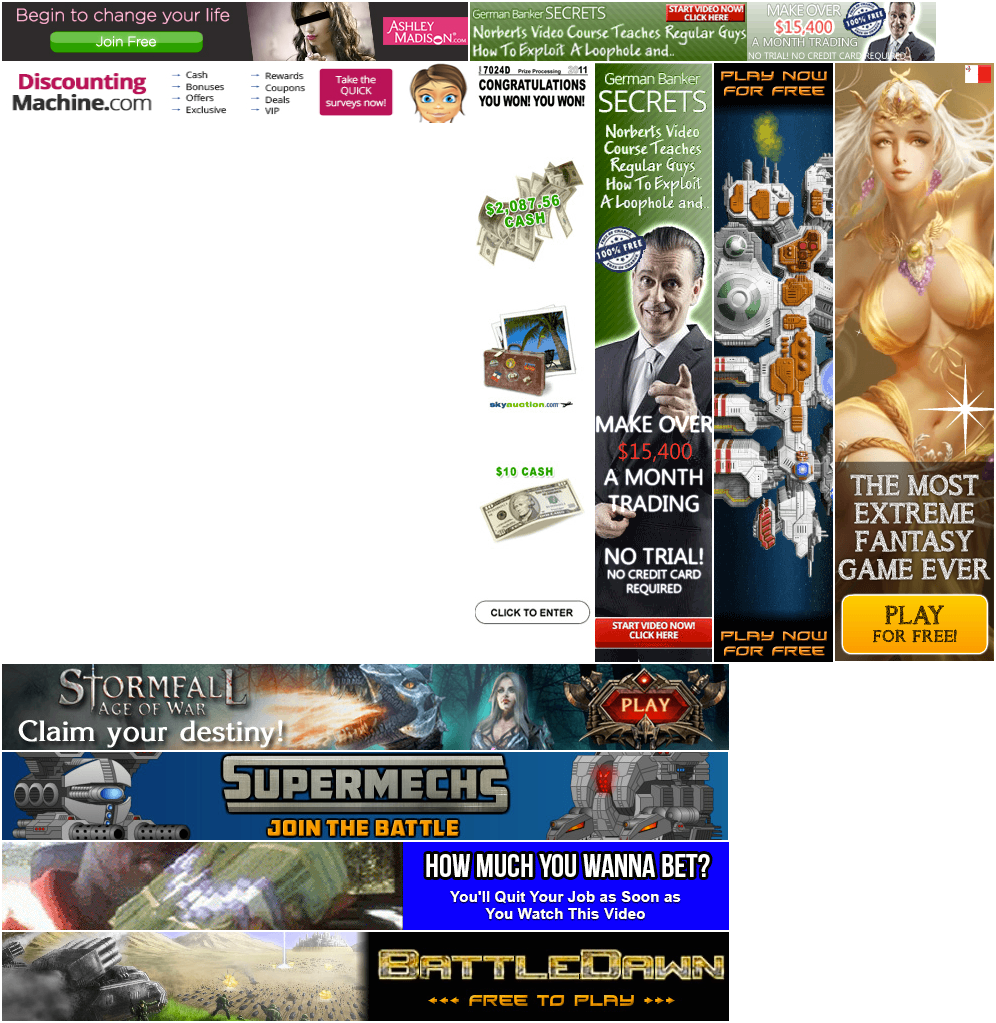 Begin to change your life
Join Free
ASHLEY
MADISON.COM
German Banker SECRETS
START VIDEO NOW!
CLICK HERE
Norbert's Video Course Teaches Regular Guys
How To Exploit A Loophole and..
MAKE OVER
$15,400
A MONTH TRADING
NO TRIAL! NO CREDIT CARD REQUIRED
100% FREE
Discounting
Machine.com
Cash
Bonuses
Offers
Exclusive
Rewards
Coupons
Deals
VIP
Take the
QUICK
surveys now!
7024D Prize Processing 2011
CONGRATULATIONS
YOU WON! YOU WON!
$2,087.56
CASH
skyauction.com
$10 CASH
CLICK TO ENTER
German Banker
SECRETS
Norbert's Video
Course Teaches
Regular Guys
How To Exploit
A Loophole and..
100% FREE
MAKE OVER
$15,400
A MONTH
TRADING
NO TRIAL!
NO CREDIT CARD
REQUIRED
START VIDEO NOW!
CLICK HERE
PLAY NOW
FOR FREE
PLAY NOW
FOR FREE
THE MOST
EXTREME
FANTASY
GAME EVER
PLAY
FOR FREE!
STORMFALL
AGE OF WAR
Claim your destiny!
PLAY
SUPERMECHS
JOIN THE BATTLE
HOW MUCH YOU WANNA BET?
You'll Quit Your Job as Soon as
You Watch This Video
BATTLEDAWN
FREE TO PLAY